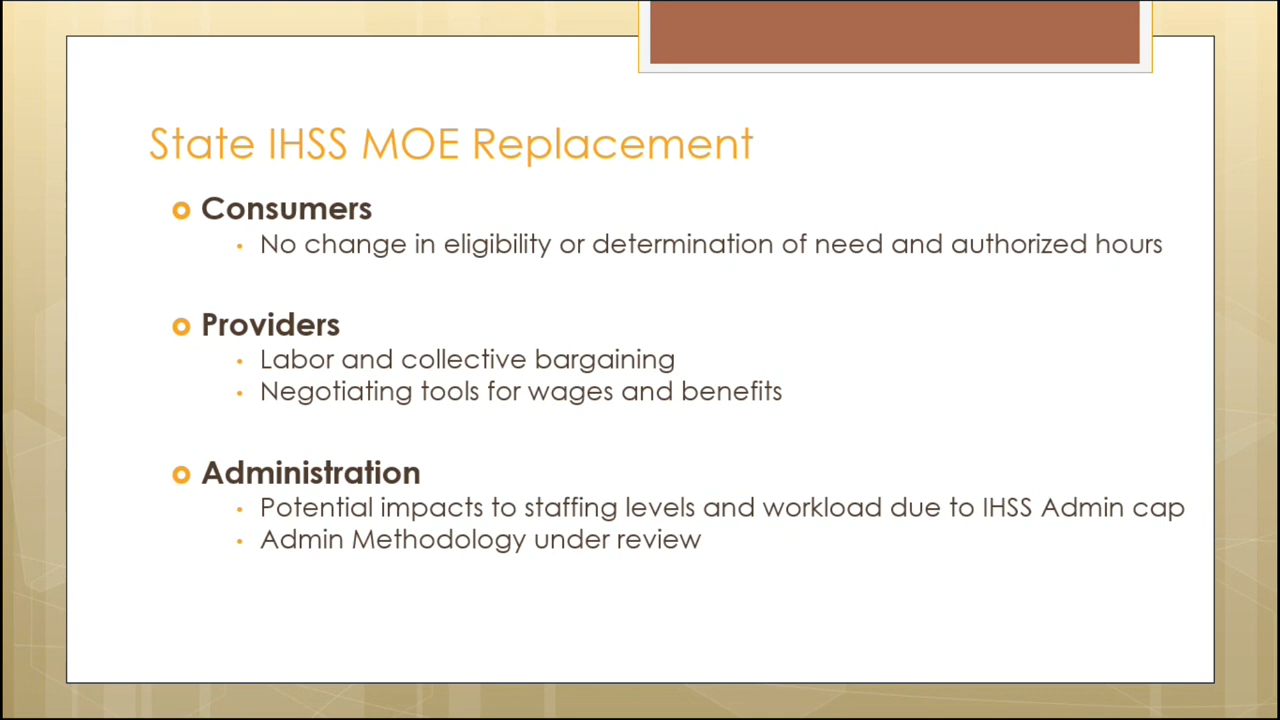 State IHSS MOE Replacement
Consumers
No change in eligibility or determination of need and authorized hours
Providers
Labor and collective bargaining
Negotiating tools for wages and benefits
Administration
Potential impacts to staffing levels and workload due to IHSS Admin cap
Admin Methodology under review